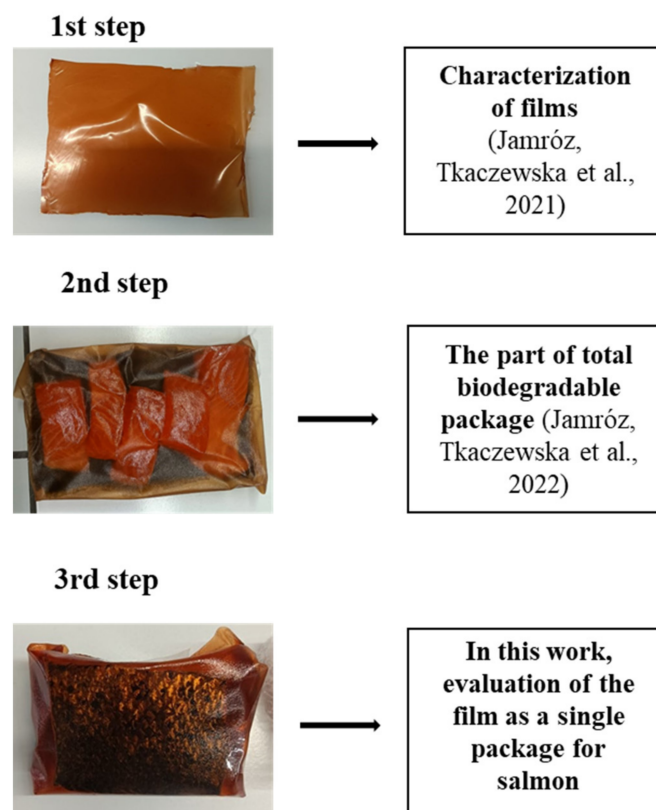 1st step
Characterization
of films
(Jamróz,
Tkaczewska et al.,
2021)
2nd step
The part of total
biodegradable
package (Jamróz,
Tkaczewska et al.,
2022)
3rd step
In this work,
evaluation of the
film as a single
package for
salmon